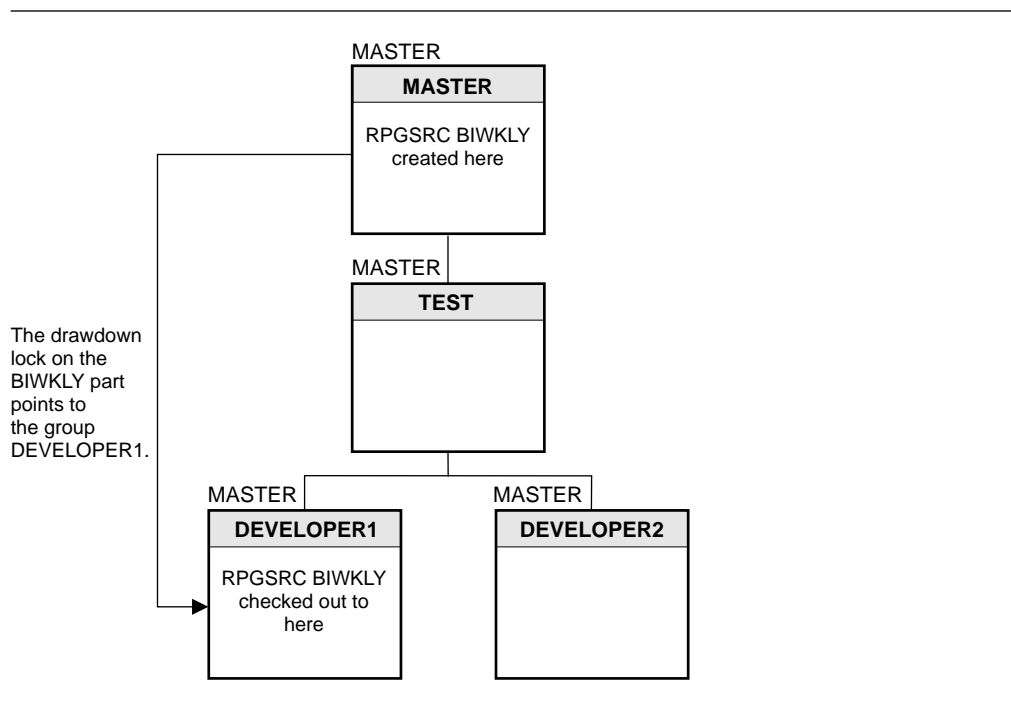 MASTER
MASTER
RPGSRC BIWKLY
created here
MASTER
TEST
The drawdown
lock on the
BIWKLY part
points to
the group
DEVELOPER1.
MASTER
DEVELOPER1
RPGSRC BIWKLY
checked out to
here
MASTER
DEVELOPER2